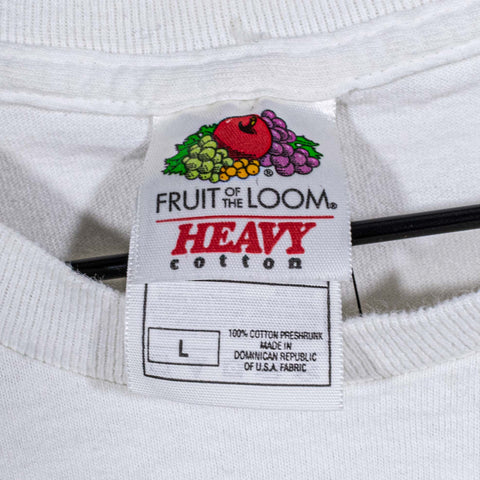 FRUIT OF THE LOOM®
HEAVY
cotton
L
100% COTTON PRESHRUNK
MADE IN
DOMINICAN REPUBLIC
OF U.S.A. FABRIC